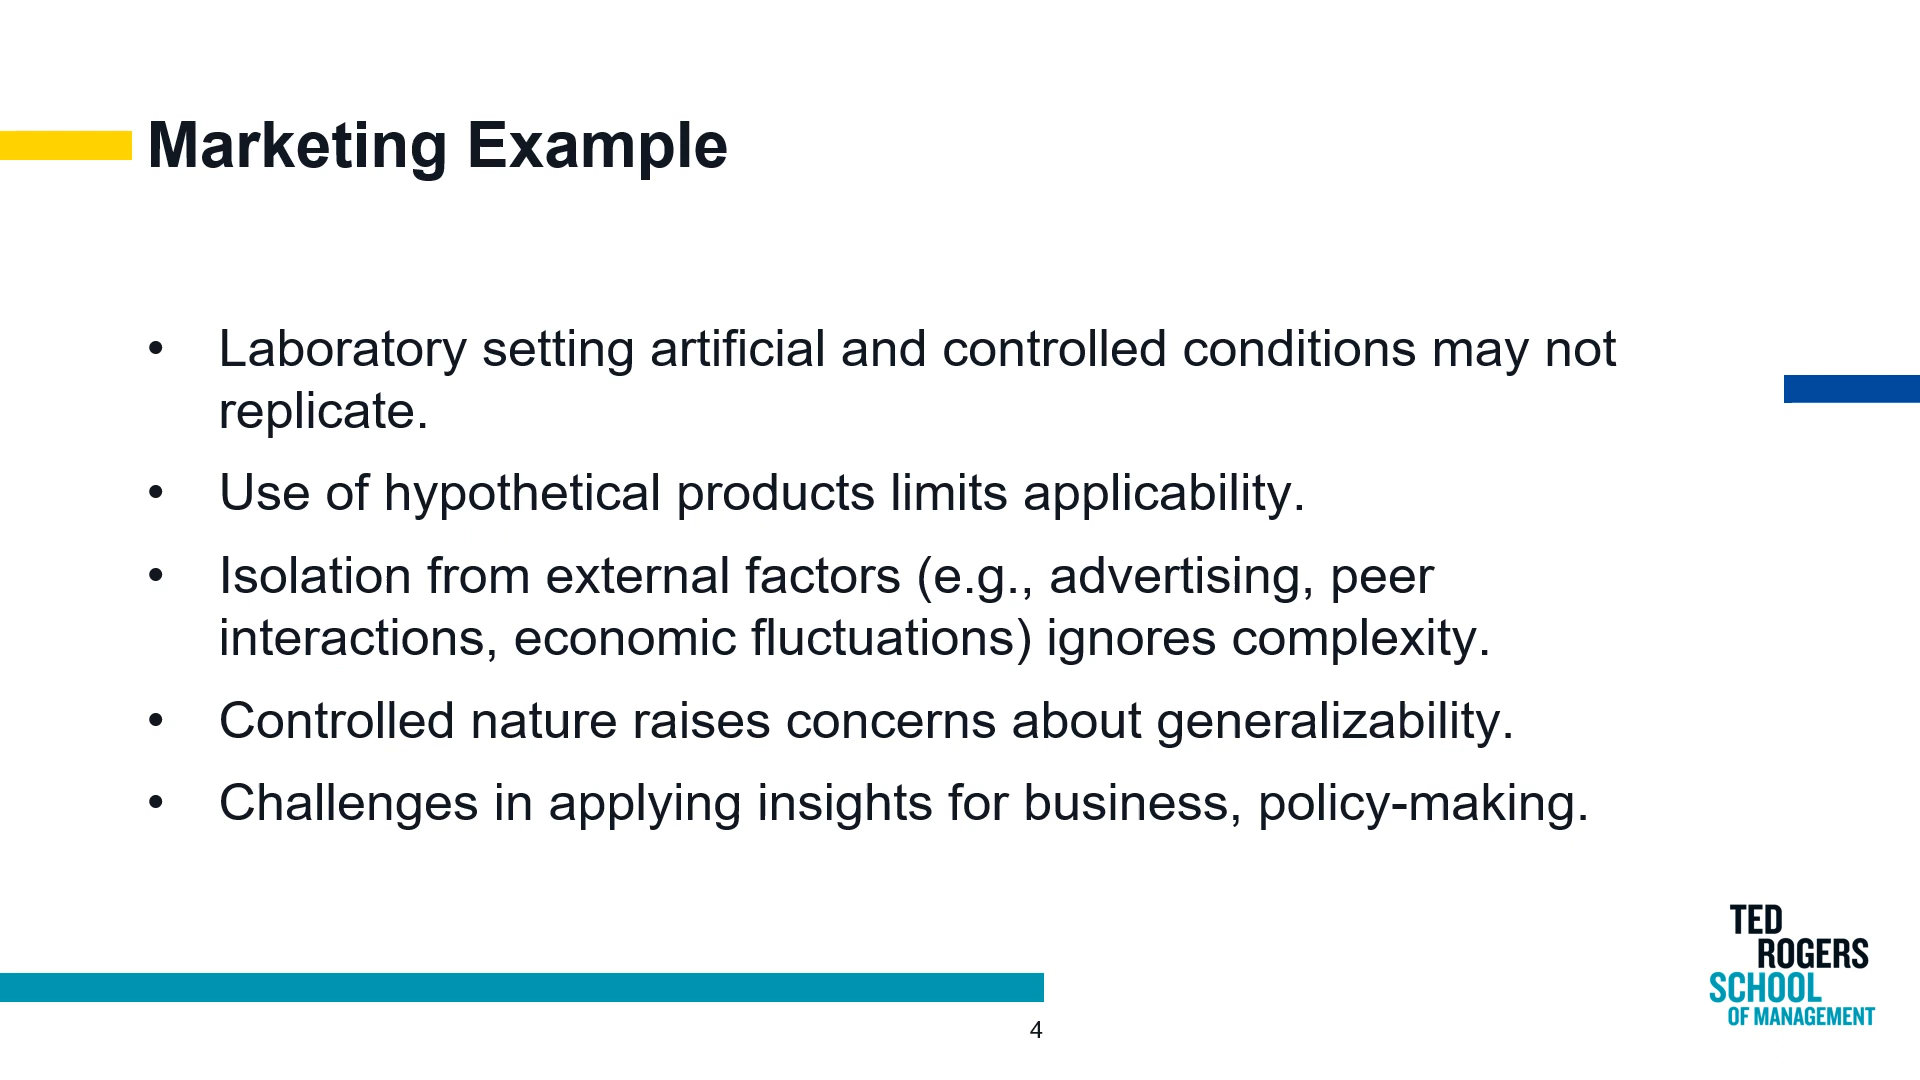 Marketing Example
• Laboratory setting artificial and controlled conditions may not
replicate.
• Use of hypothetical products limits applicability.
• Isolation from external factors (e.g., advertising, peer
interactions, economic fluctuations) ignores complexity.
• Controlled nature raises concerns about generalizability.
• Challenges in applying insights for business, policy-making.
TED
ROGERS
SCHOOL
OF MANAGEMENT
4